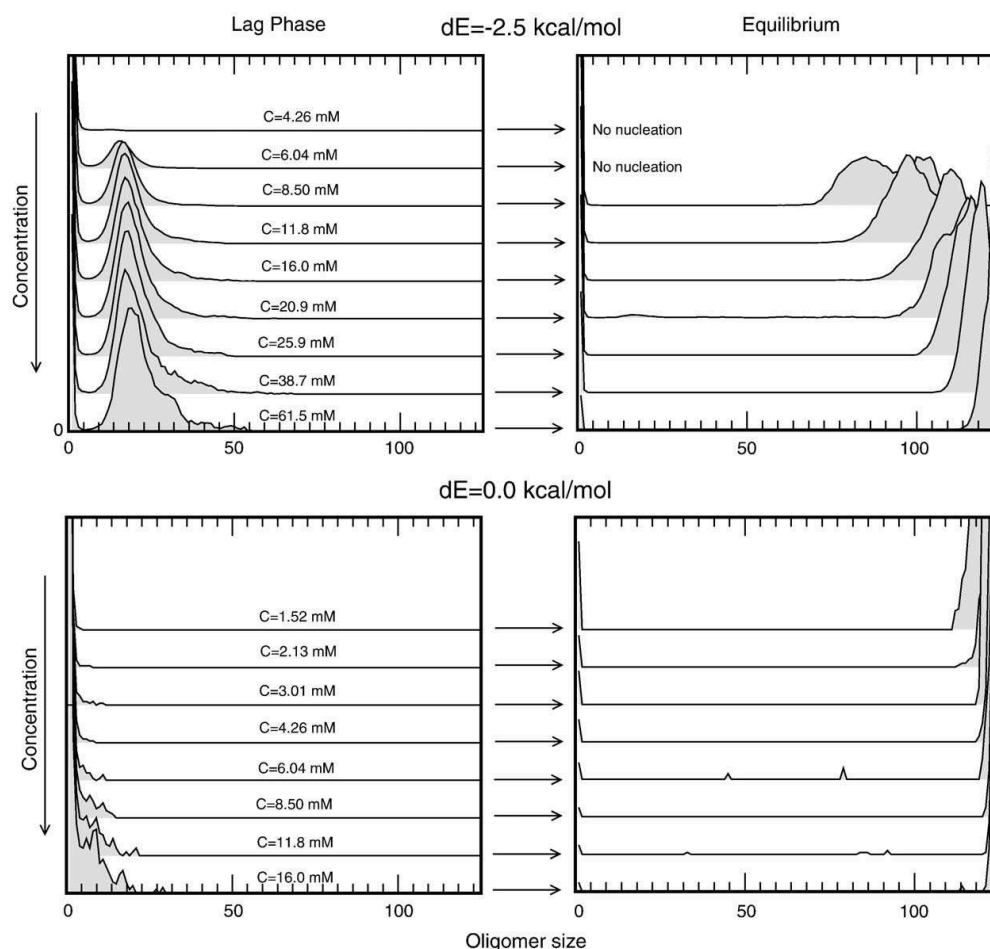 Lag Phase
dE=-2.5 kcal/mol
Equilibrium
Concentration
C=4.26 mM
No nucleation
C=6.04 mM
No nucleation
C=8.50 mM
C=11.8 mM
C=16.0 mM
C=20.9 mM
C=25.9 mM
C=38.7 mM
C=61.5 mM
0
0 50 100
0 50 100
dE=0.0 kcal/mol
Concentration
C=1.52 mM
C=2.13 mM
C=3.01 mM
C=4.26 mM
C=6.04 mM
C=8.50 mM
C=11.8 mM
C=16.0 mM
0 50 100
0 50 100
Oligomer size